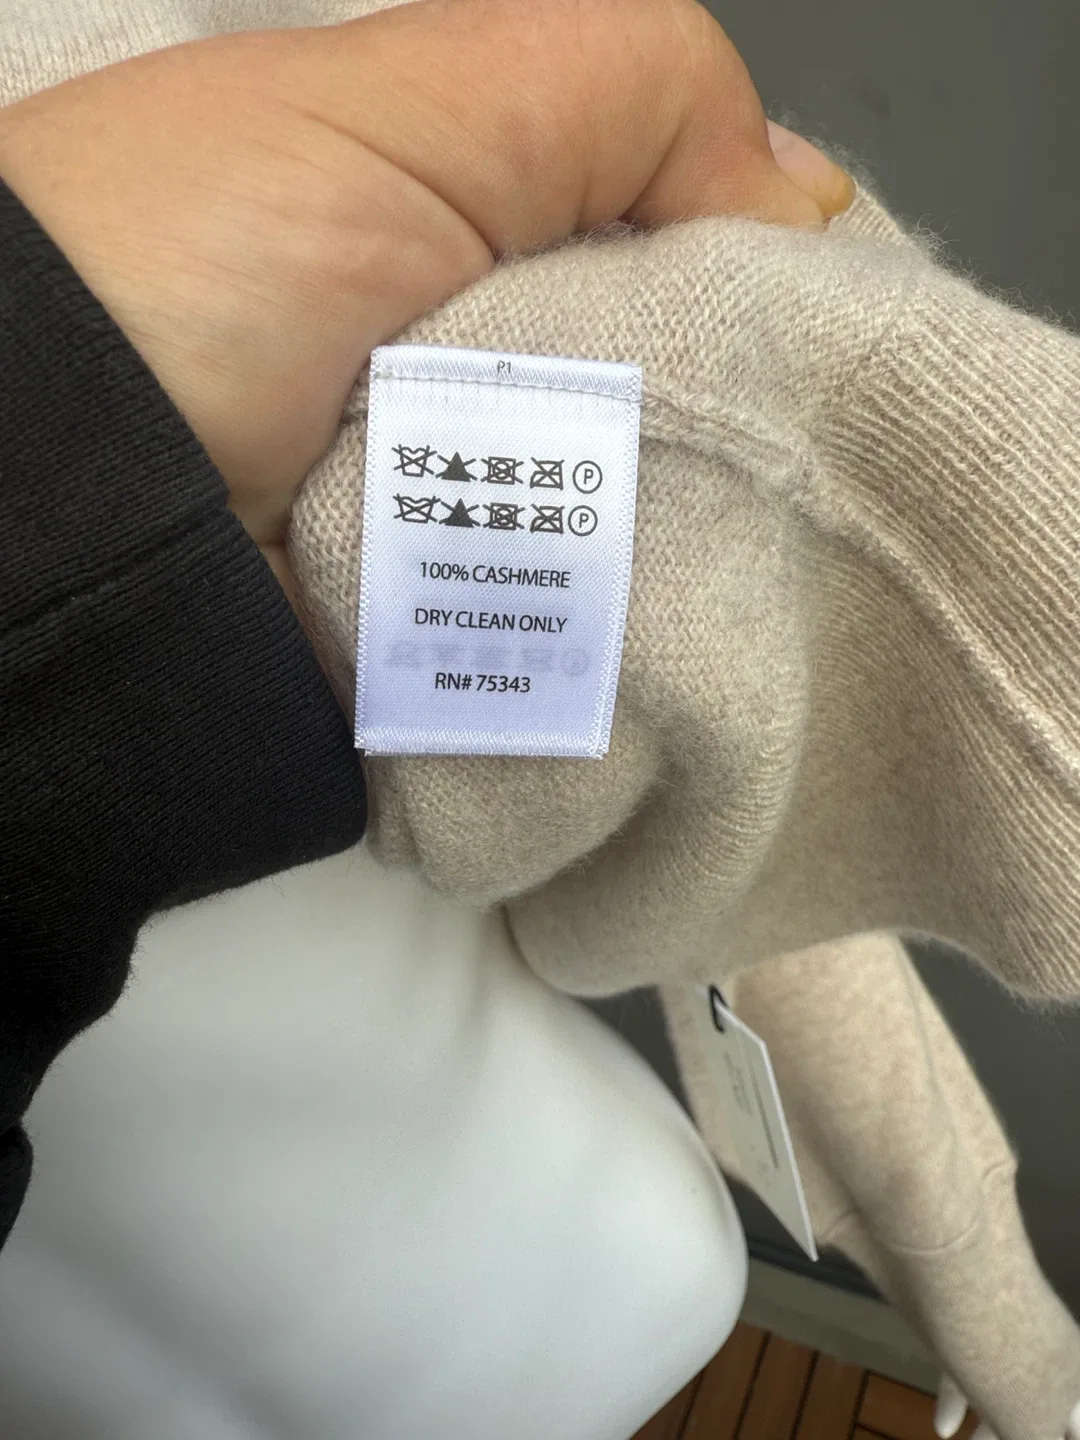 P1
P
P
100% CASHMERE
DRY CLEAN ONLY
RN# 75343